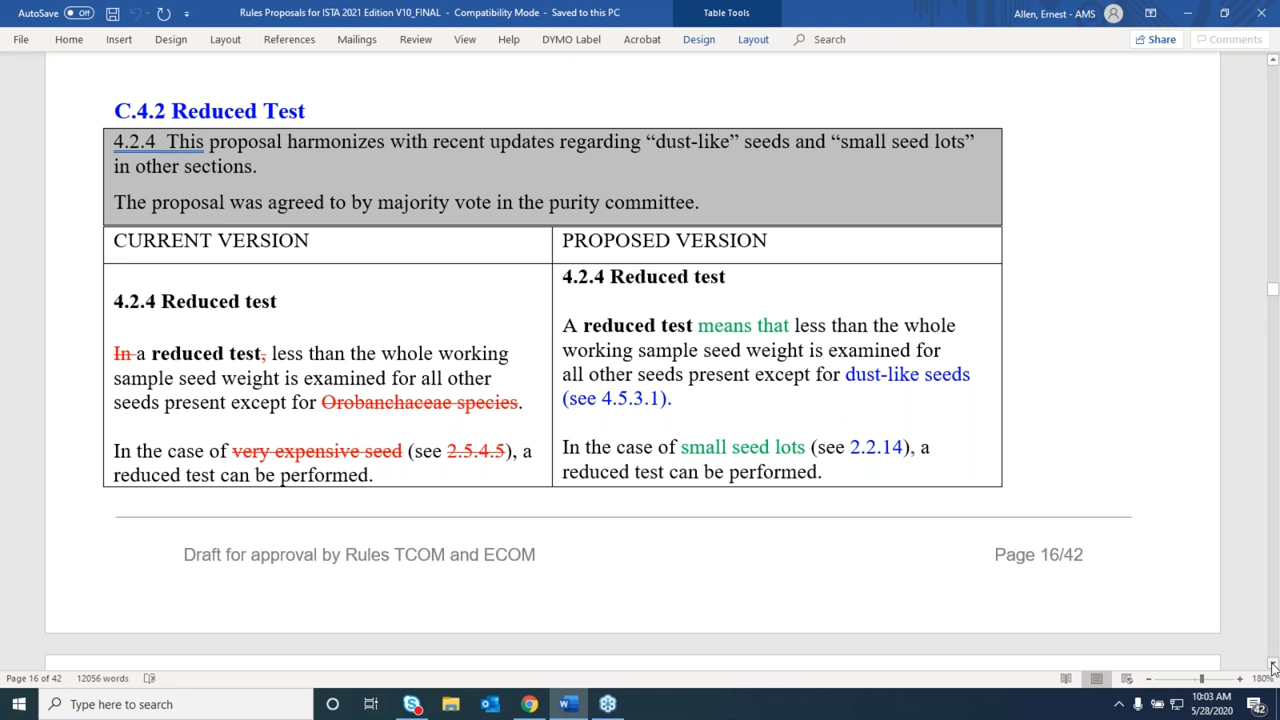 AutoSave Off Rules Proposals for ISTA 2021 Edition V10_FINAL - Compatibility Mode - Saved to this PC Table Tools Allen, Ernest - AMS
File Home Insert Design Layout References Mailings Review View Help DYMO Label Acrobat Design Layout Search Share Comments
C.4.2 Reduced Test
4.2.4 This proposal harmonizes with recent updates regarding “dust-like” seeds and “small seed lots”
in other sections.
The proposal was agreed to by majority vote in the purity committee.
CURRENT VERSION
4.2.4 Reduced test
In a reduced test, less than the whole working
sample seed weight is examined for all other
seeds present except for Orobanchaceae species.
In the case of very expensive seed (see 2.5.4.5), a
reduced test can be performed.
PROPOSED VERSION
4.2.4 Reduced test
A reduced test means that less than the whole
working sample seed weight is examined for
all other seeds present except for dust-like seeds
(see 4.5.3.1).
In the case of small seed lots (see 2.2.14), a
reduced test can be performed.
Draft for approval by Rules TCOM and ECOM Page 16/42
Page 16 of 42 12056 words 180%
Type here to search
10:03 AM
5/28/2020
42